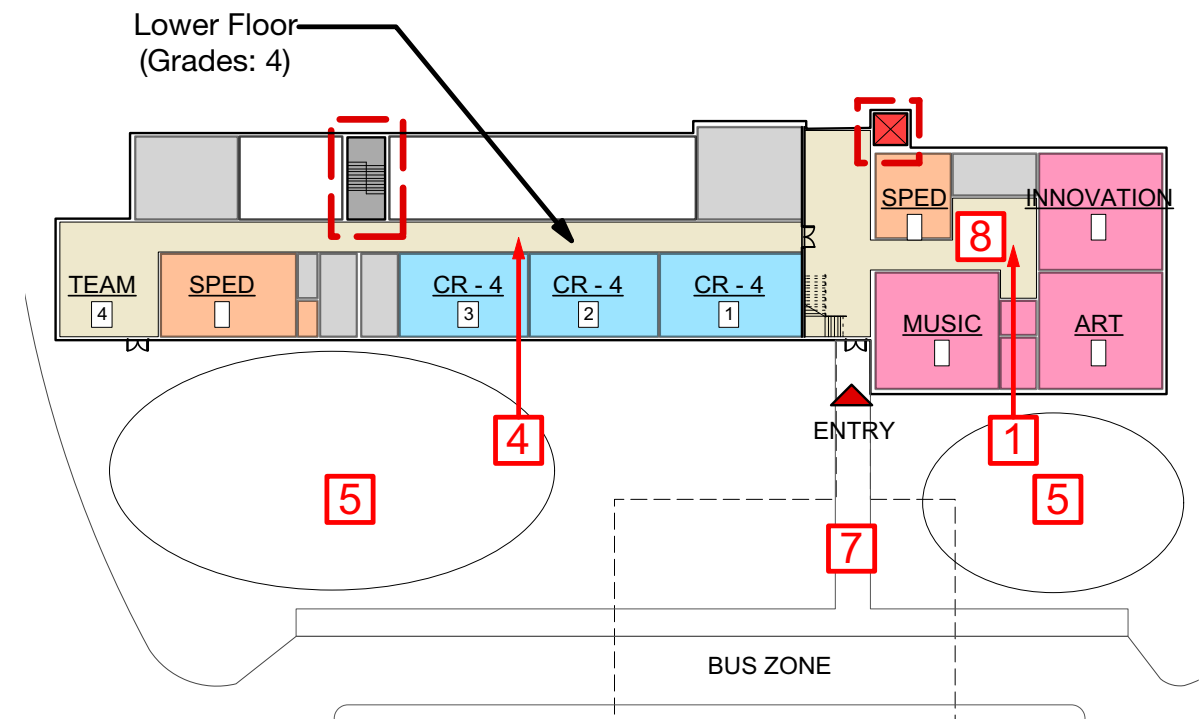 Lower Floor
(Grades: 4)
SPED
INNOVATION
8
TEAM
4
SPED
CR - 4
3
CR - 4
2
CR - 4
1
MUSIC
ART
4
ENTRY
1
5
5
7
BUS ZONE